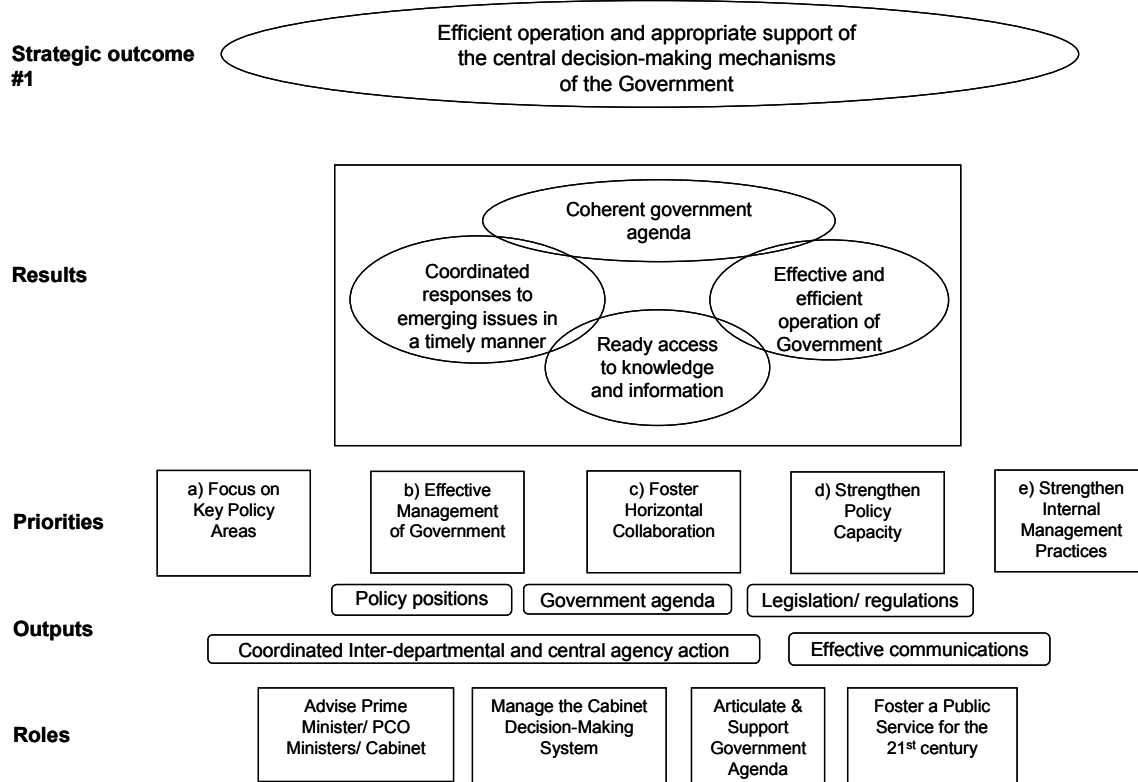 Strategic outcome
#1
Efficient operation and appropriate support of
the central decision-making mechanisms
of the Government
Results
Coherent government
agenda
Coordinated
responses to
emerging issues in
a timely manner
Effective and
efficient
operation of
Government
Ready access
to knowledge
and information
Priorities
a) Focus on
Key Policy
Areas
b) Effective
Management
of Government
c) Foster
Horizontal
Collaboration
d) Strengthen
Policy
Capacity
e) Strengthen
Internal
Management
Practices
Outputs
Policy positions
Government agenda
Legislation/ regulations
Coordinated Inter-departmental and central agency action
Effective communications
Roles
Advise Prime
Minister/ PCO
Ministers/ Cabinet
Manage the Cabinet
Decision-Making
System
Articulate &
Support
Government
Agenda
Foster a Public
Service for the
21st century